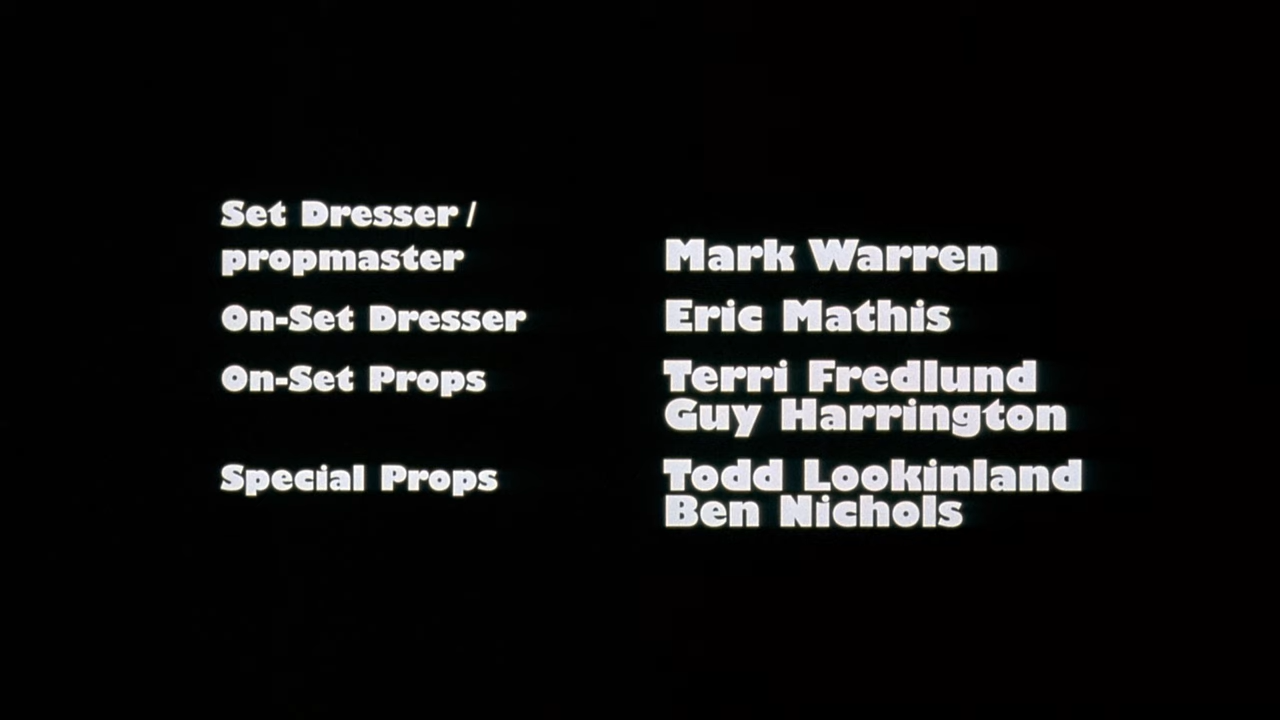 Set Dresser /
propmaster
Mark Warren
On-Set Dresser
Eric Mathis
On-Set Props
Terri Fredlund
Guy Harrington
Special Props
Todd Lookinland
Ben Nichols